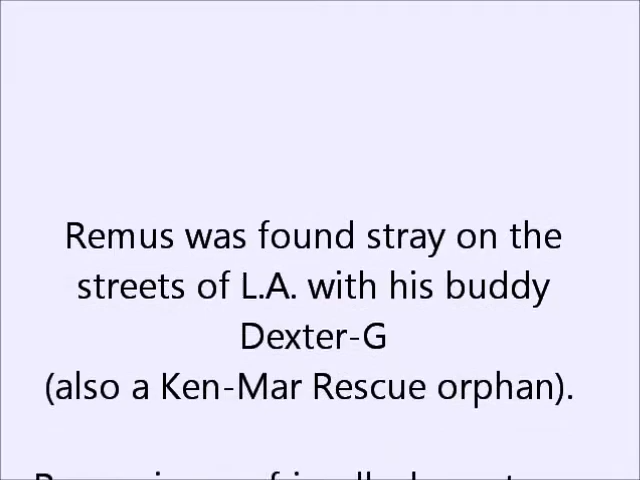 Remus was found stray on the
streets of L.A. with his buddy
Dexter-G
(also a Ken-Mar Rescue orphan).